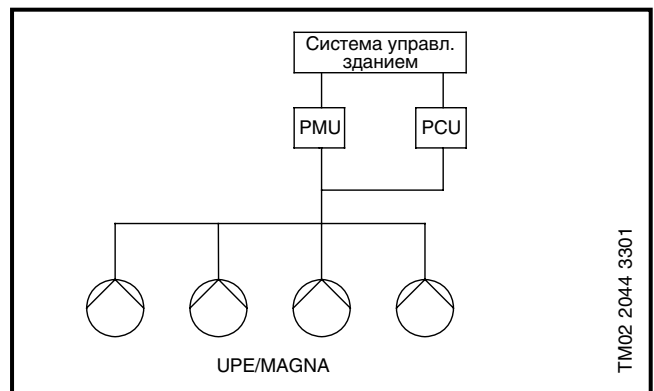 Система управл.
зданием
PMU
PCU
UPE/MAGNA
TM02 2044 3301